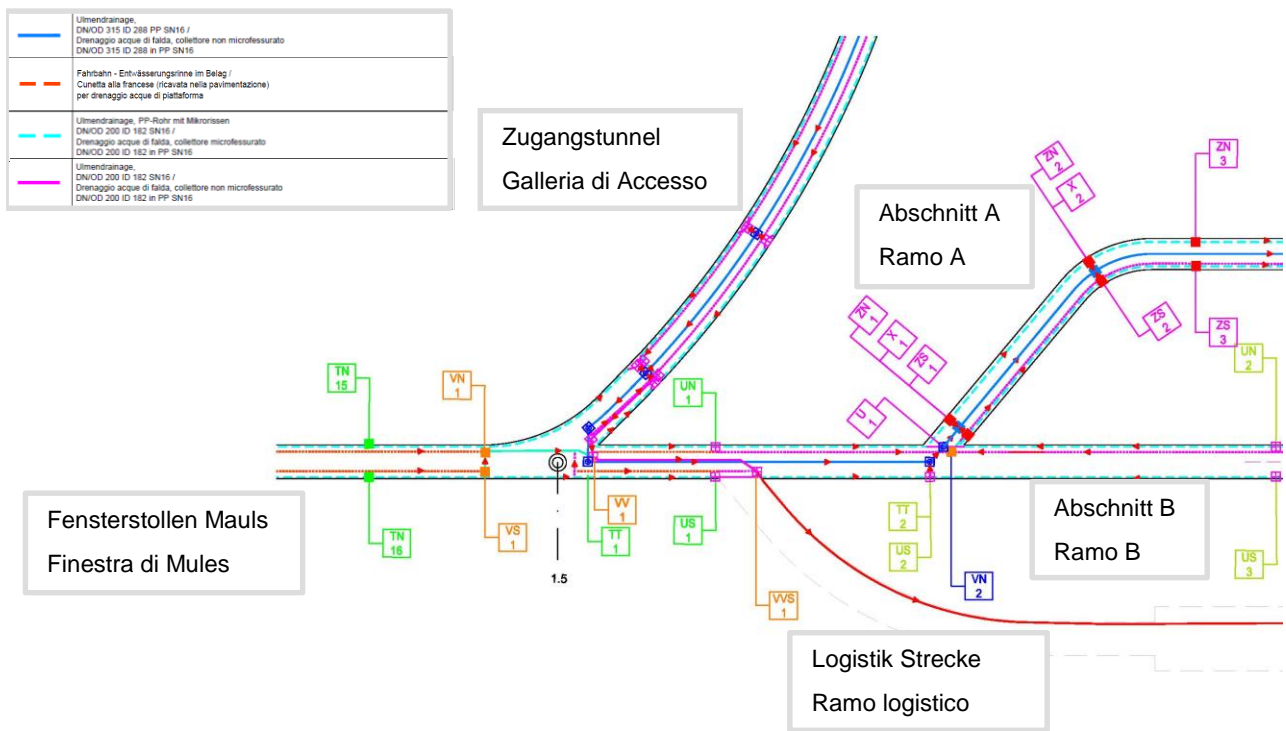 Ulmendrainage,
DN/OD 315 ID 288 PP SN16 /
Drenaggio acque di falda, collettore non microfessurato
DN/OD 315 ID 288 in PP SN16
Fahrbahn - Entwässerungsrinne im Belag /
Cunetta alla francese (ricavata nella pavimentazione)
per drenaggio acque di piattaforma
Ulmendrainage, PP-Rohr mit Mikrorissen
DN/OD 200 ID 182 SN16 /
Drenaggio acque di falda, collettore microfessurato
DN/OD 200 ID 182 in PP SN16
Ulmendrainage,
DN/OD 200 ID 182 SN16 /
Drenaggio acque di falda, collettore non microfessurato
DN/OD 200 ID 182 in PP SN16
Zugangstunnel
Galleria di Accesso
Abschnitt A
Ramo A
ZN
2
X
2
ZN
3
ZS
2
ZS
3
ZN
1
X
1
ZS
1
U
1
UN
2
TN
15
VN
1
UN
1
TN
16
VS
1
VV
1
TT
1
US
1
TT
2
US
2
VN
2
US
3
VVS
1
1.5
Fensterstollen Mauls
Finestra di Mules
Abschnitt B
Ramo B
Logistik Strecke
Ramo logistico